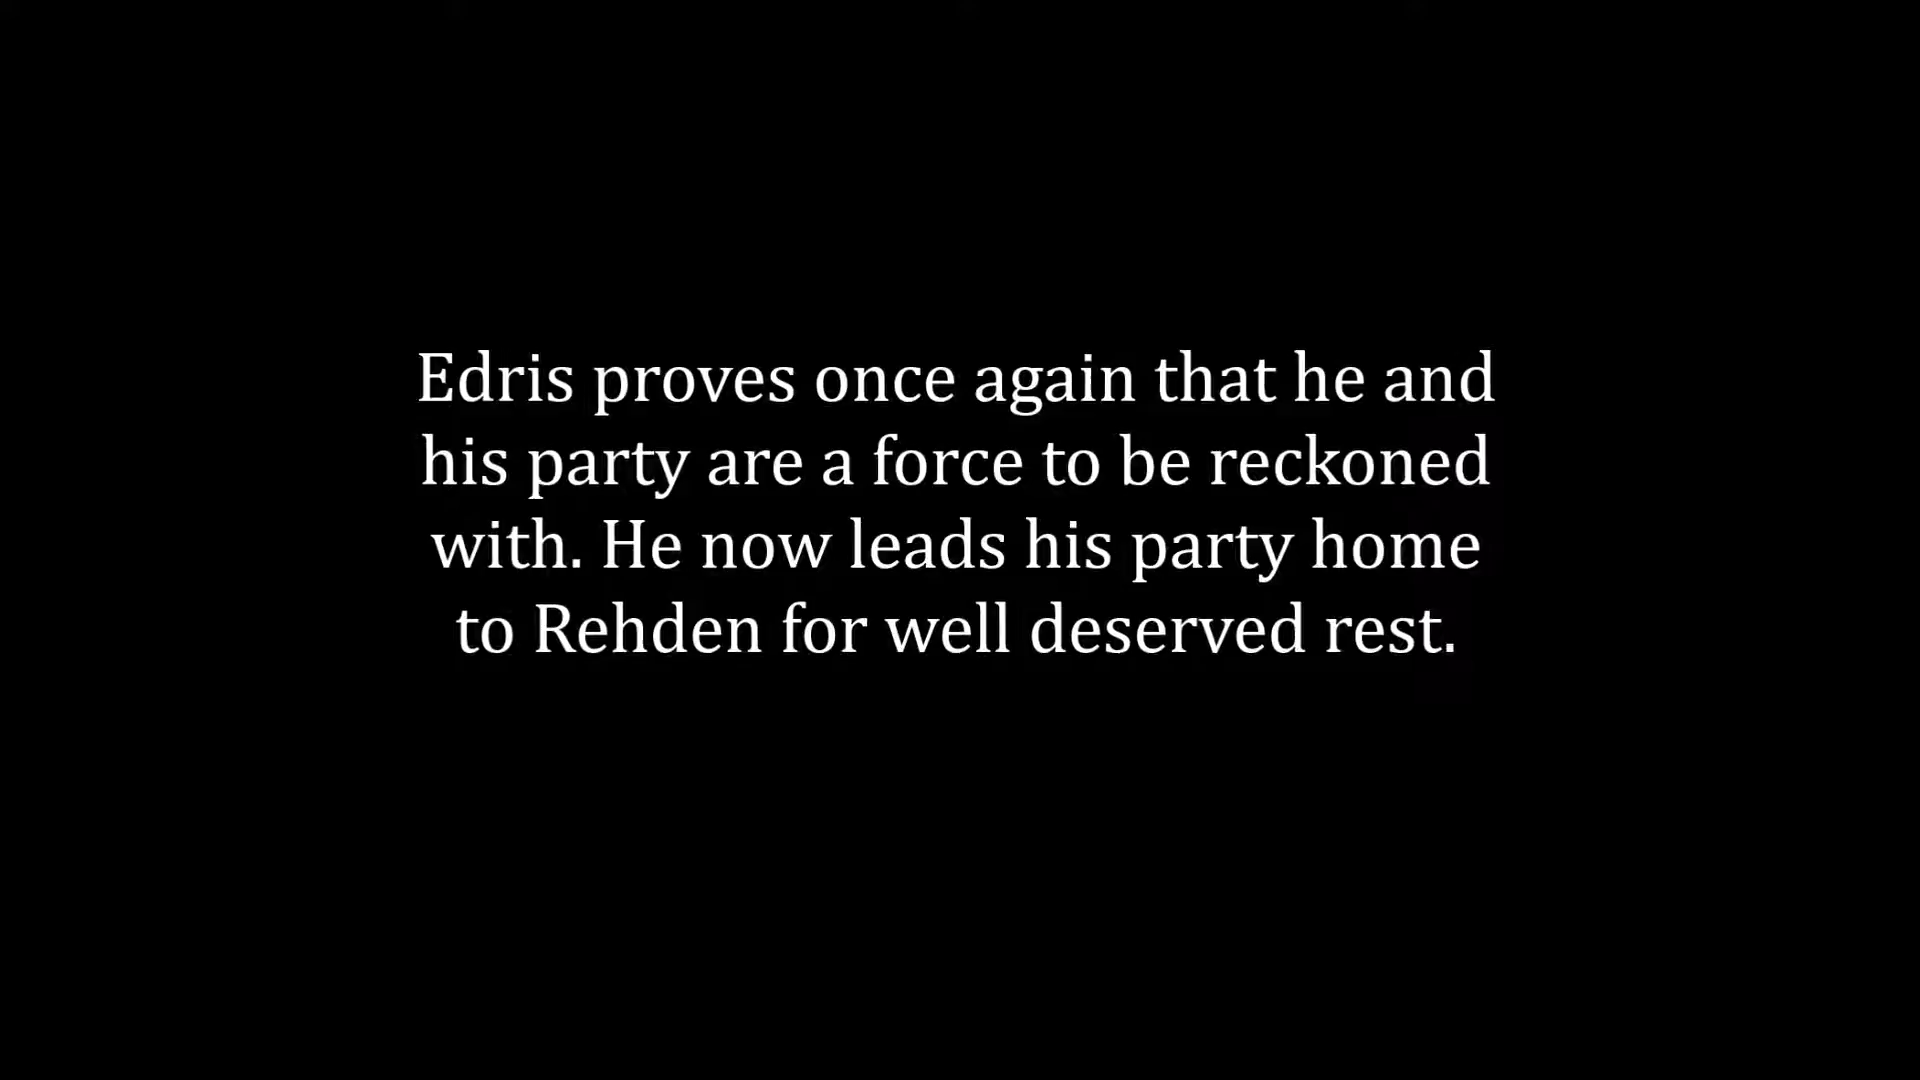 Edris proves once again that he and
his party are a force to be reckoned
with. He now leads his party home
to Rehden for well deserved rest.